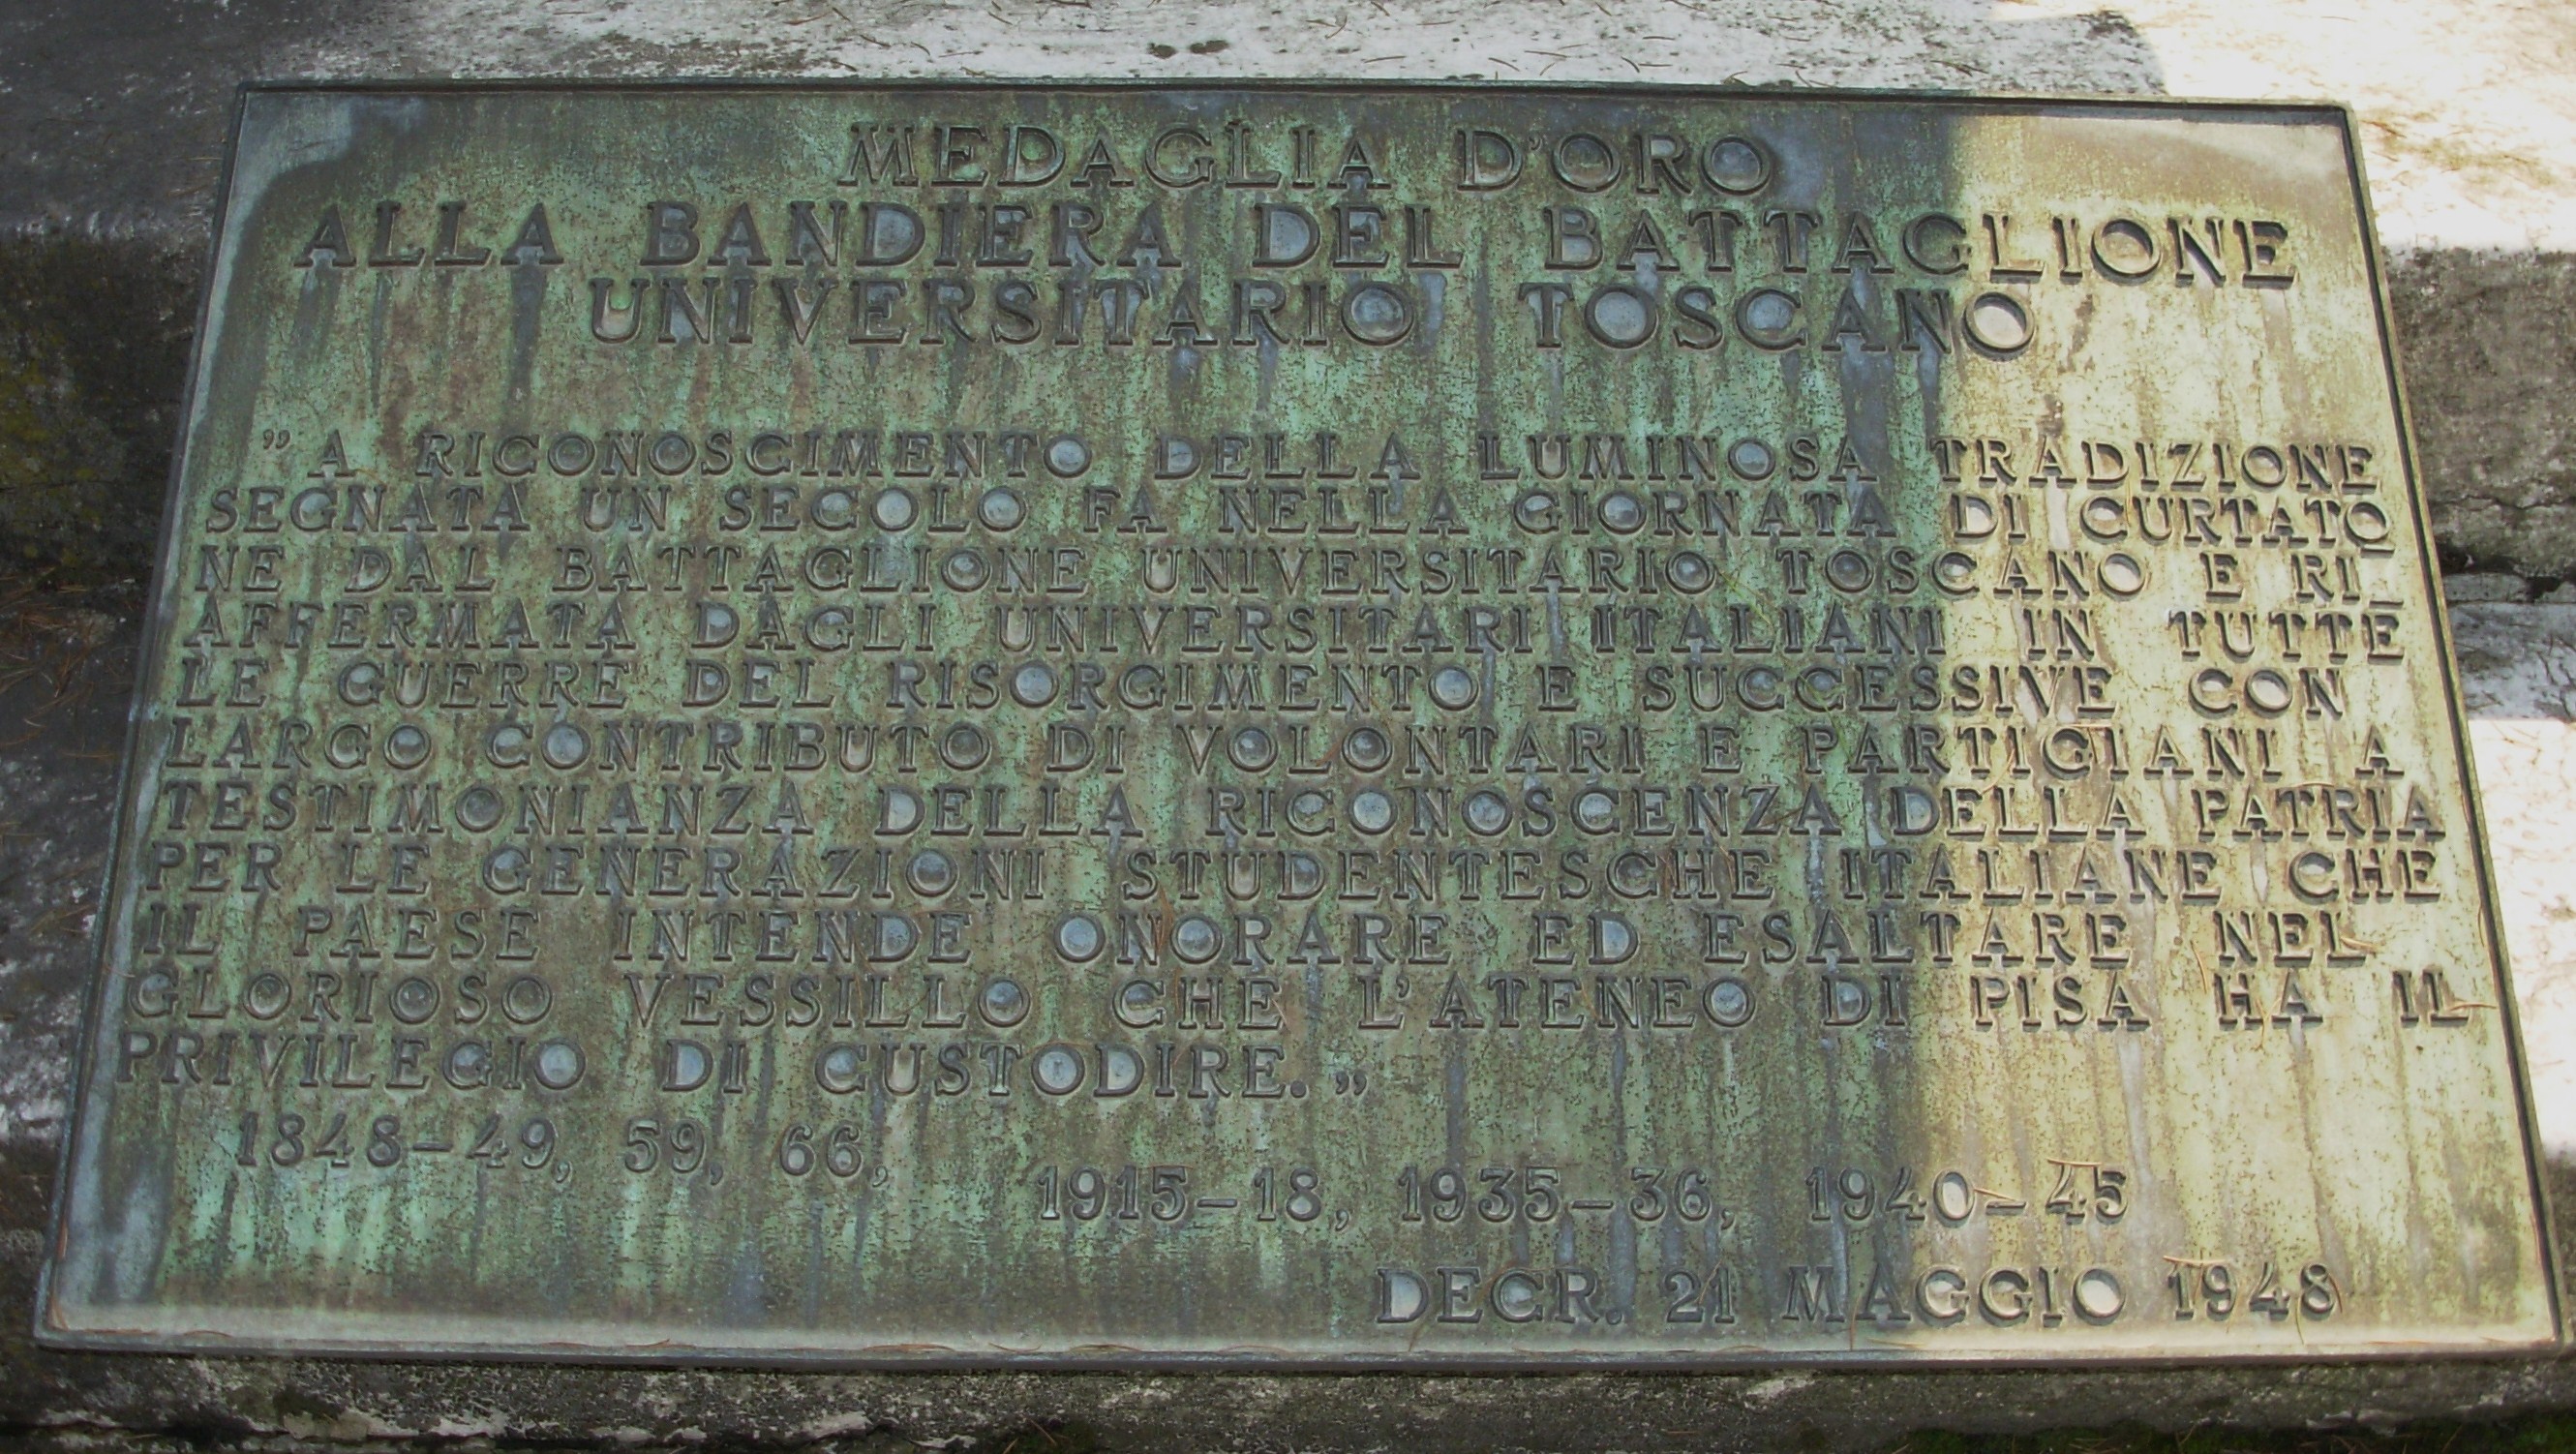 MEDAGLIA D'ORO
ALLA BANDIERA DEL BATTAGLIONE
UNIVERSITARIO TOSCANO
”A RICONOSCIMENTO DELLA LUMINOSA TRADIZIONE
SEGNATA UN SECOLO FA NELLA GIORNATA DI CURTATO
NE DAL BATTAGLIONE UNIVERSITARIO TOSCANO E RI_
AFFERMATA DAGLI UNIVERSITARI ITALIANI IN TUTTE
LE GUERRE DEL RISORGIMENTO E SUCCESSIVE CON
LARGO CONTRIBUTO DI VOLONTARI E PARTIGIANI A
TESTIMONIANZA DELLA RICONOSCENZA DELLA PATRIA
PER LE GENERAZIONI STUDENTESCHE ITALIANE CHE
IL PAESE INTENDE ONORARE ED ESALTARE NEL
GLORIOSO VESSILLO CHE L'ATENEO DI PISA HA IL
PRIVILEGIO DI CUSTODIRE.”
1848-49, 59, 66,
1915-18, 1935-36, 1940-45
DECR. 21 MAGGIO 1948